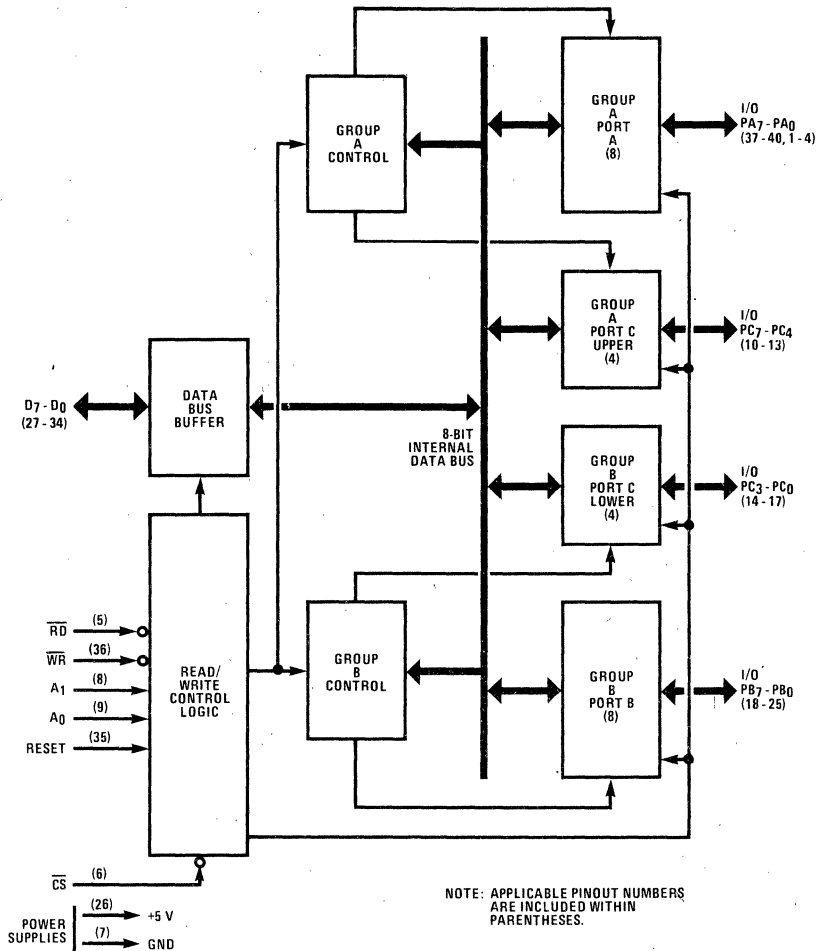 GROUP
A
CONTROL
GROUP
A
PORT
A
(8)
I/O
PA7 - PA0
(37 - 40, 1 - 4)
GROUP
A
PORT C
UPPER
(4)
I/O
PC7 - PC4
(10 - 13)
D7 - D0
(27 - 34)
DATA
BUS
BUFFER
8-BIT
INTERNAL
DATA BUS
GROUP
B
PORT C
LOWER
(4)
I/O
PC3 - PC0
(14 - 17)
RD (5)
WR (36)
A1 (8)
A0 (9)
RESET (35)
READ/
WRITE
CONTROL
LOGIC
GROUP
B
CONTROL
GROUP
B
PORT B
(8)
I/O
PB7 - PB0
(18 - 25)
CS (6)
POWER
SUPPLIES
(26) +5 V
(7) GND
NOTE: APPLICABLE PINOUT NUMBERS
ARE INCLUDED WITHIN
PARENTHESES.